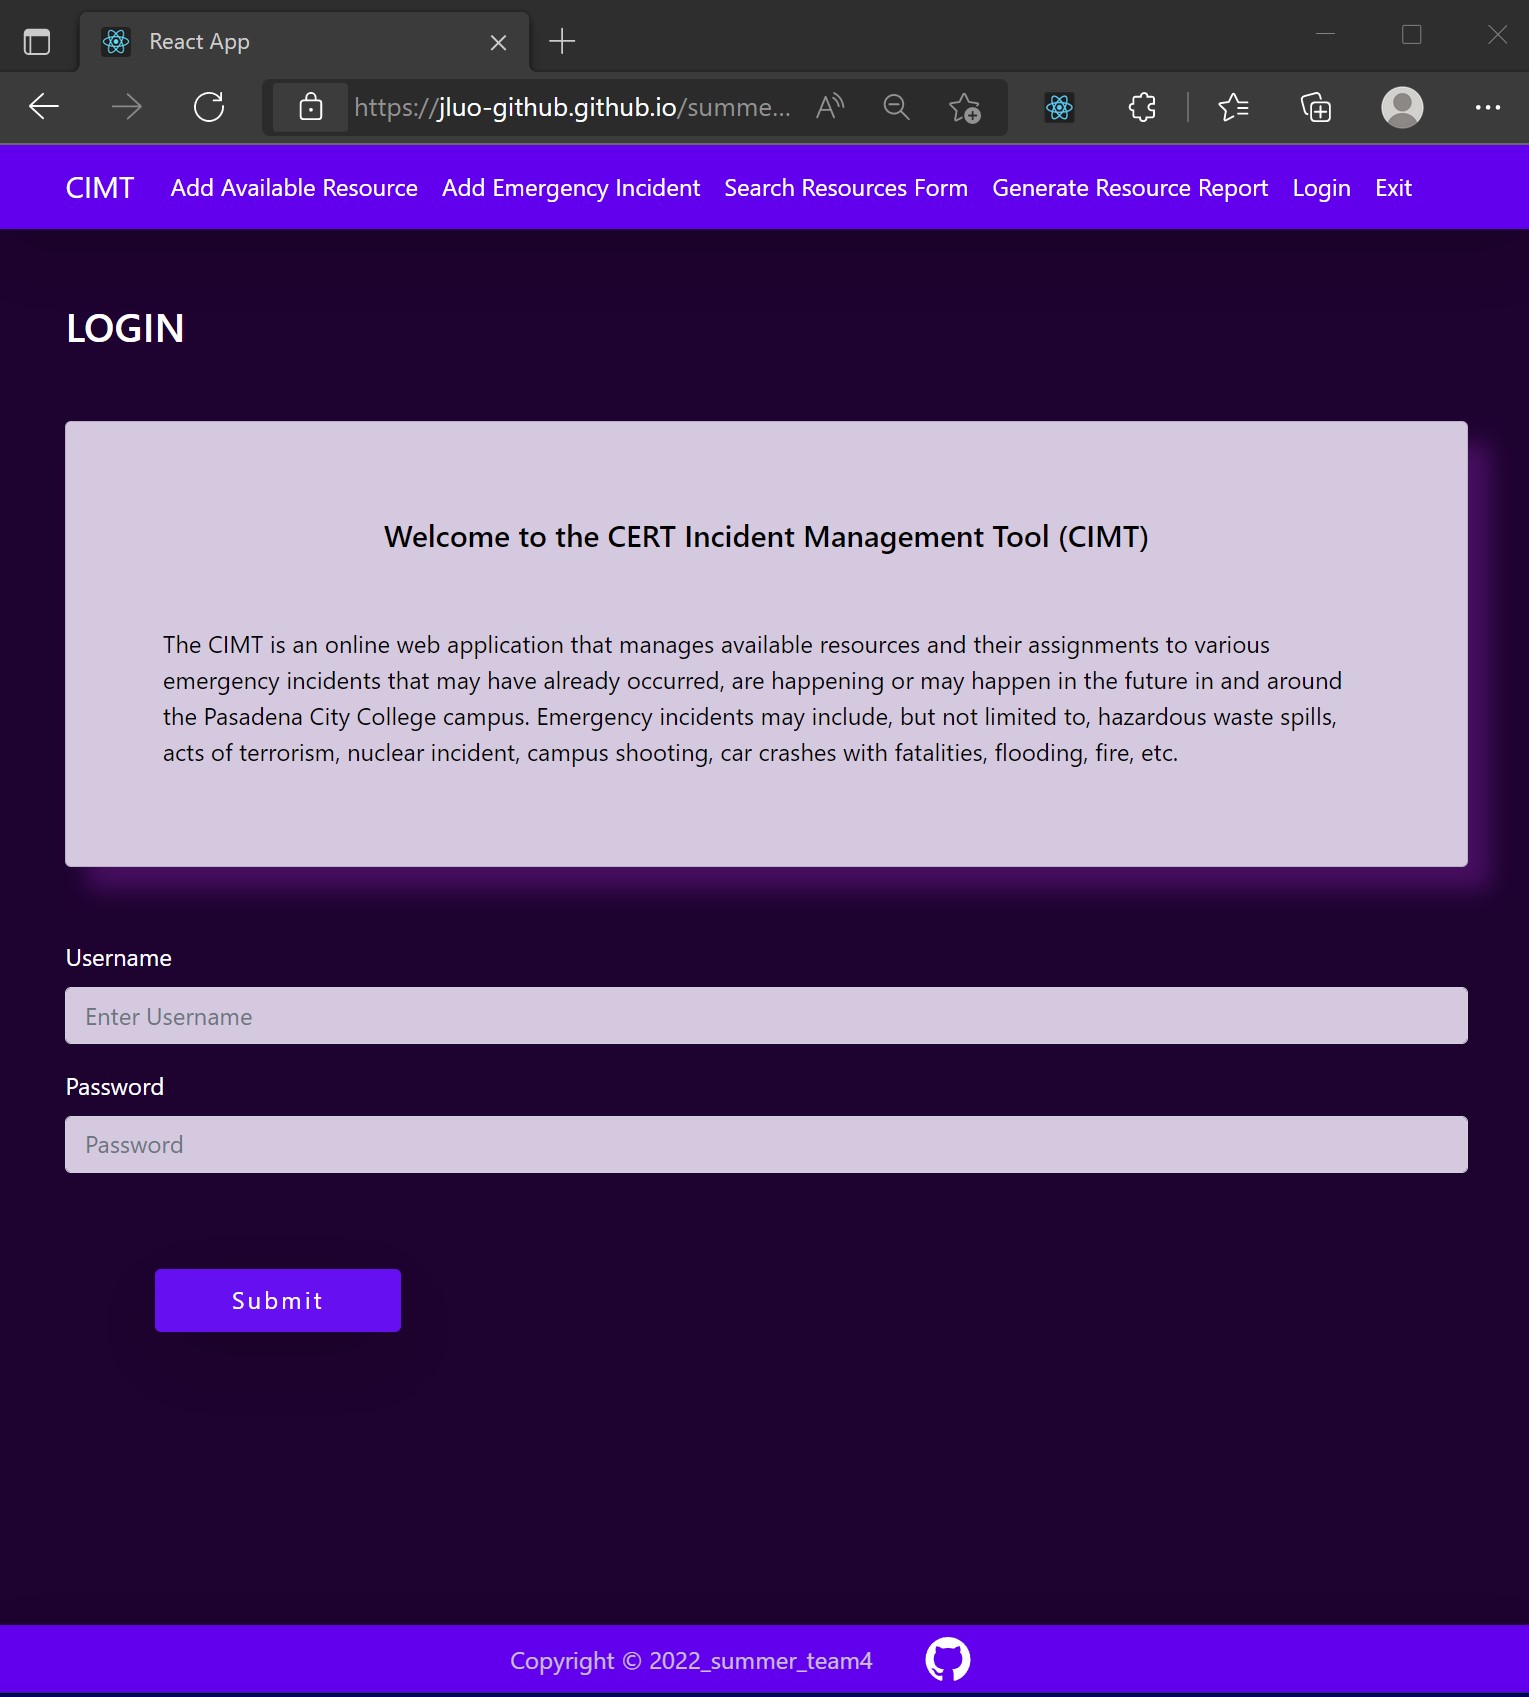 React App
https://jluo-github.github.io/summe...
CIMT Add Available Resource Add Emergency Incident Search Resources Form Generate Resource Report Login Exit
LOGIN
Welcome to the CERT Incident Management Tool (CIMT)
The CIMT is an online web application that manages available resources and their assignments to various
emergency incidents that may have already occurred, are happening or may happen in the future in and around
the Pasadena City College campus. Emergency incidents may include, but not limited to, hazardous waste spills,
acts of terrorism, nuclear incident, campus shooting, car crashes with fatalities, flooding, fire, etc.
Username
Enter Username
Password
Password
Submit
Copyright © 2022_summer_team4